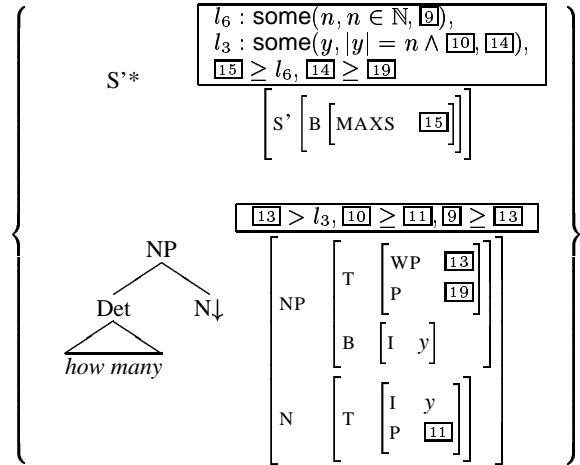 l₆ : some(n, n ∈ ℕ, 9),
l₃ : some(y, |y| = n ∧ 10, 14),
15 ≥ l₆, 14 ≥ 19
S'*
[S' [B [MAXS 15]]]
13 > l₃, 10 ≥ 11, 9 ≥ 13
NP
Det N↓
how many
NP T WP 13
P 19
B I y
N T I y
P 11